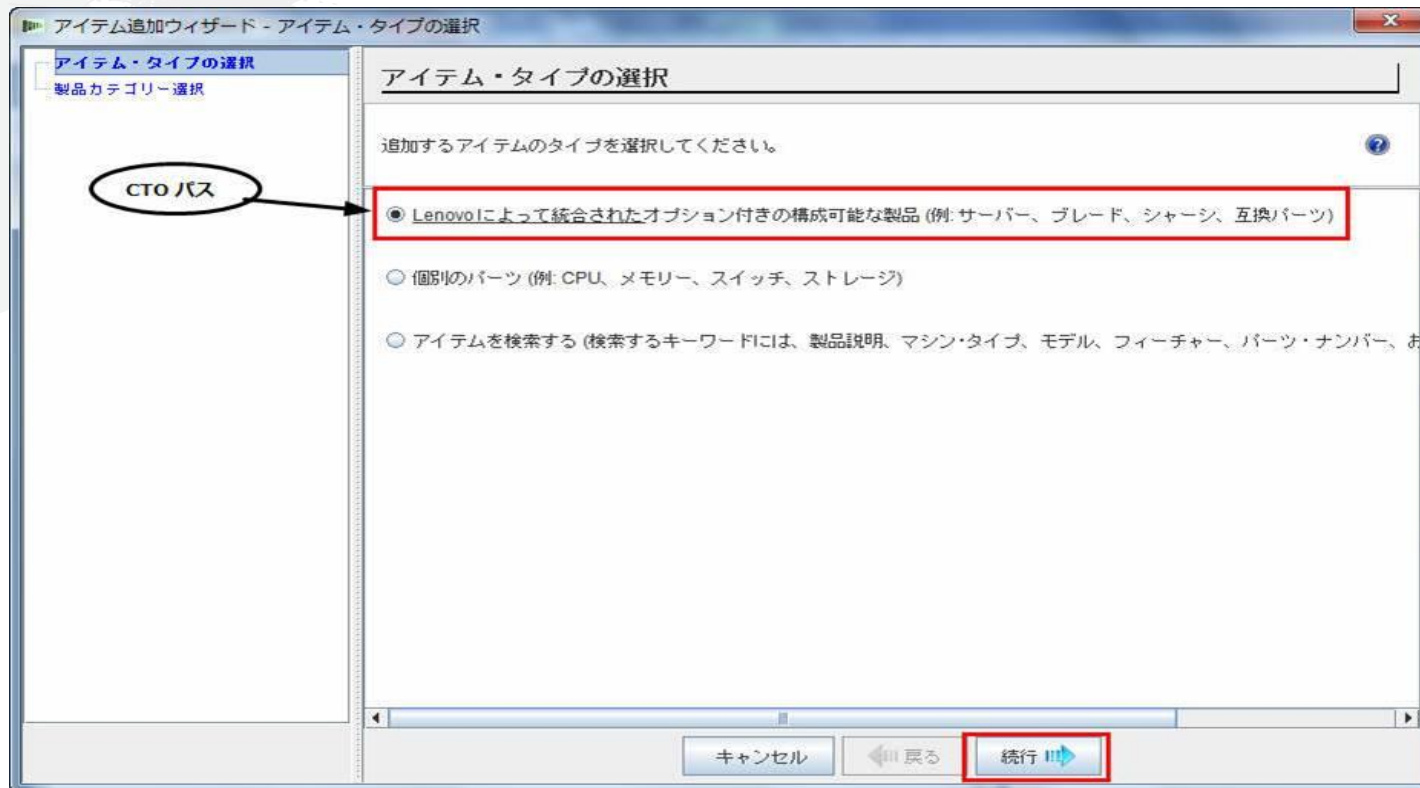 アイテム追加ウィザード - アイテム・タイプの選択
アイテム・タイプの選択
製品カテゴリー選択
アイテム・タイプの選択
追加するアイテムのタイプを選択してください。
CTO パス
Lenovoによって統合されたオプション付きの構成可能な製品 (例: サーバー、ブレード、シャーシ、互換パーツ)
個別のパーツ (例: CPU、メモリー、スイッチ、ストレージ)
アイテムを検索する (検索するキーワードには、製品説明、マシン・タイプ、モデル、フィーチャー、パーツ・ナンバー、お
キャンセル
戻る
続行